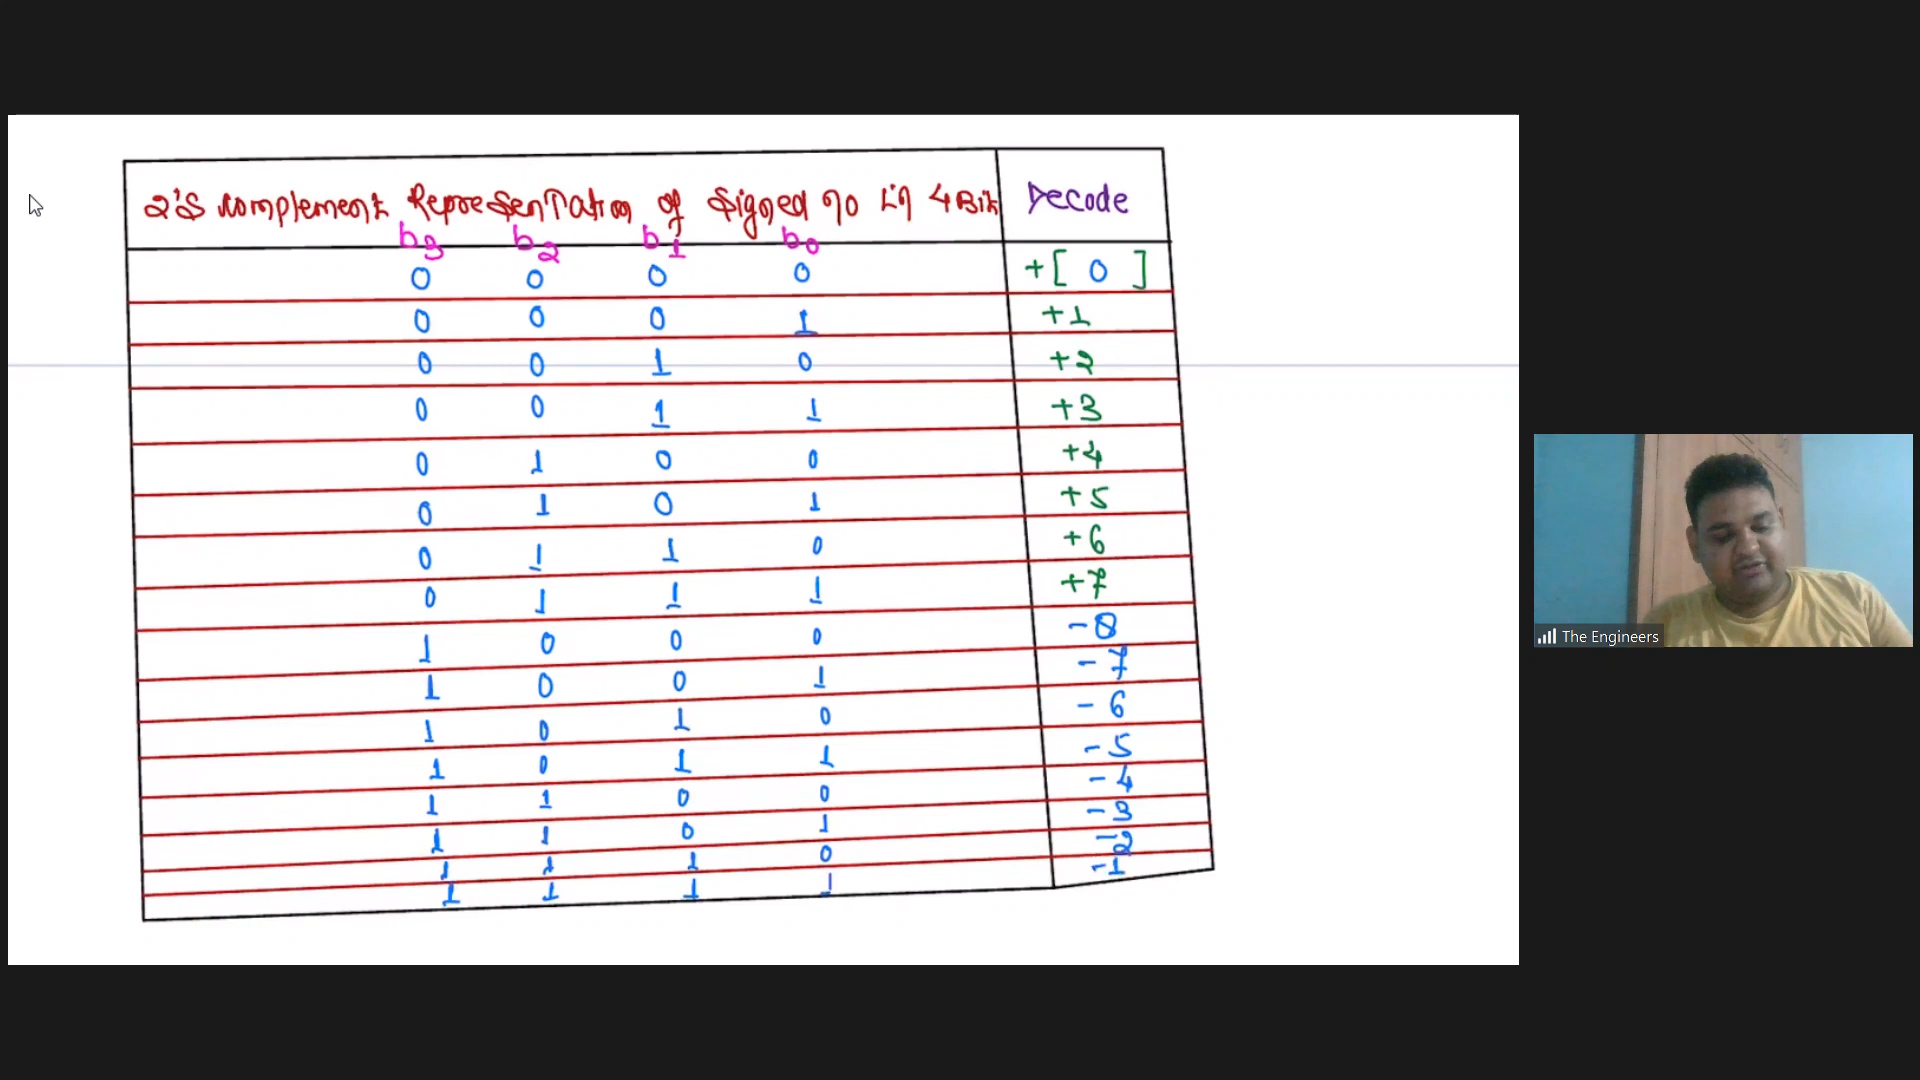 2's complement Representation of signed no in 4 Bit Decode
b3 b2 b1 b0
0 0 0 0 +[ 0 ]
0 0 0 1 +1
0 0 1 0 +2
0 0 1 1 +3
0 1 0 0 +4
0 1 0 1 +5
0 1 1 0 +6
0 1 1 1 +7
1 0 0 0 -8
1 0 0 1 -7
1 0 1 0 -6
1 0 1 1 -5
1 1 0 0 -4
1 1 0 1 -3
1 1 1 0 -2
1 1 1 1 -1
The Engineers